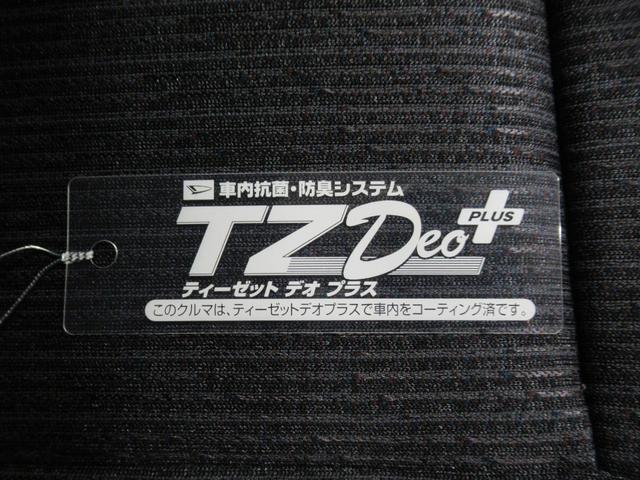 車内抗菌・防臭システム
TZ Deo PLUS
ティーゼット デオ プラス
このクルマは、ティーゼットデオプラスで車内をコーティング済です。